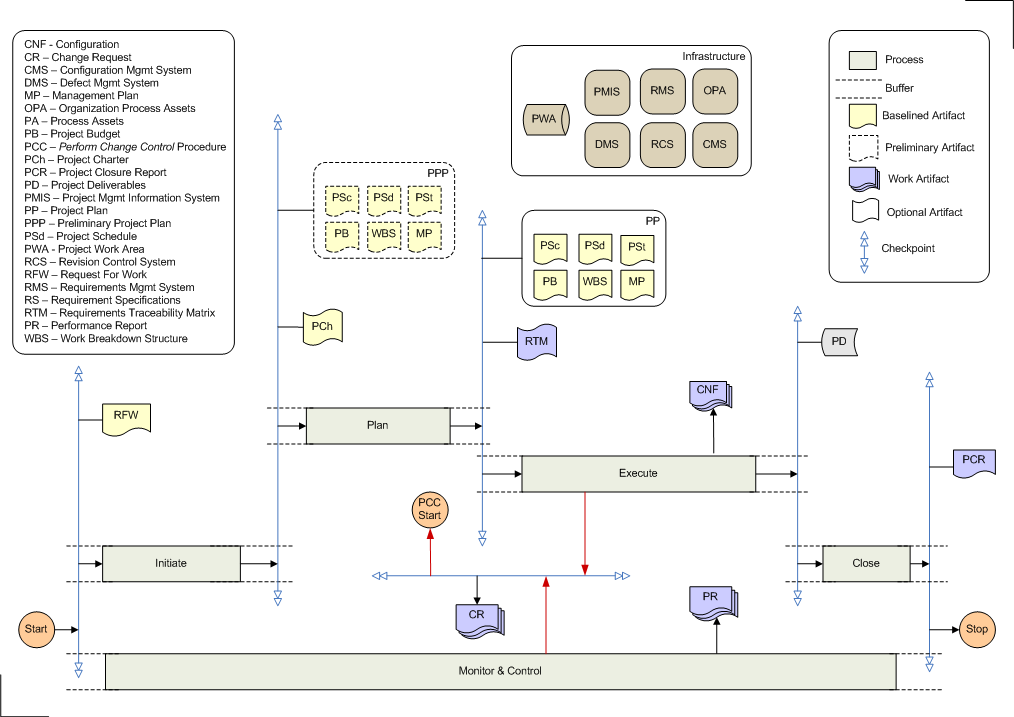 CNF - Configuration
CR – Change Request
CMS – Configuration Mgmt System
DMS – Defect Mgmt System
MP – Management Plan
OPA – Organization Process Assets
PA – Process Assets
PB – Project Budget
PCC – Perform Change Control Procedure
PCh – Project Charter
PCR – Project Closure Report
PD – Project Deliverables
PMIS – Project Mgmt Information System
PP – Project Plan
PPP – Preliminary Project Plan
PSd – Project Schedule
PWA - Project Work Area
RCS – Revision Control System
RFW – Request For Work
RMS – Requirements Mgmt System
RS – Requirement Specifications
RTM – Requirements Traceability Matrix
PR – Performance Report
WBS – Work Breakdown Structure
Infrastructure
PWA
PMIS
RMS
OPA
DMS
RCS
CMS
Process
Buffer
Baselined Artifact
Preliminary Artifact
Work Artifact
Optional Artifact
Checkpoint
PPP
PSc
PSd
PSt
PB
WBS
MP
PP
PSc
PSd
PSt
PB
WBS
MP
PCh
RTM
PD
RFW
CNF
Plan
Execute
PCR
PCC
Start
Initiate
Close
CR
PR
Start
Stop
Monitor & Control